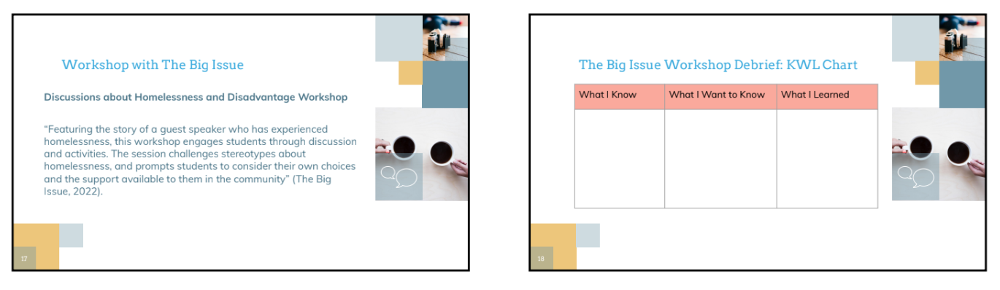 Workshop with The Big Issue
Discussions about Homelessness and Disadvantage Workshop
“Featuring the story of a guest speaker who has experienced
homelessness, this workshop engages students through discussion
and activities. The session challenges stereotypes about
homelessness, and prompts students to consider their own choices
and the support available to them in the community” (The Big
Issue, 2022).
17
The Big Issue Workshop Debrief: KWL Chart
What I Know
What I Want to Know
What I Learned
18